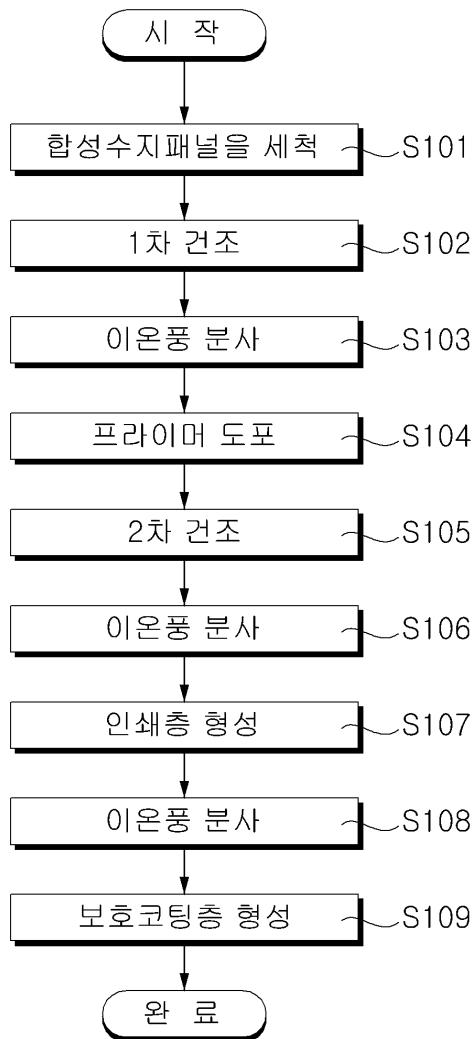 시 작
합성수지패널을 세척 S101
1차 건조 S102
이온풍 분사 S103
프라이머 도포 S104
2차 건조 S105
이온풍 분사 S106
인쇄층 형성 S107
이온풍 분사 S108
보호코팅층 형성 S109
완 료